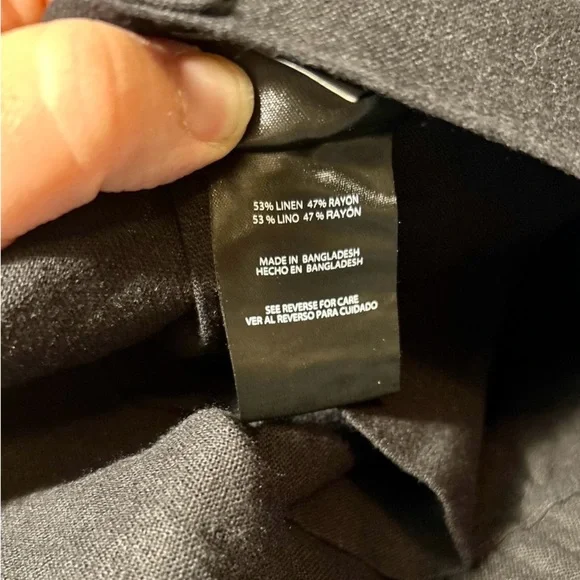 53% LINEN 47% RAYON
53 % LINO 47 % RAYÓN
MADE IN BANGLADESH
HECHO EN BANGLADESH
SEE REVERSE FOR CARE
VER AL REVERSO PARA CUIDADO